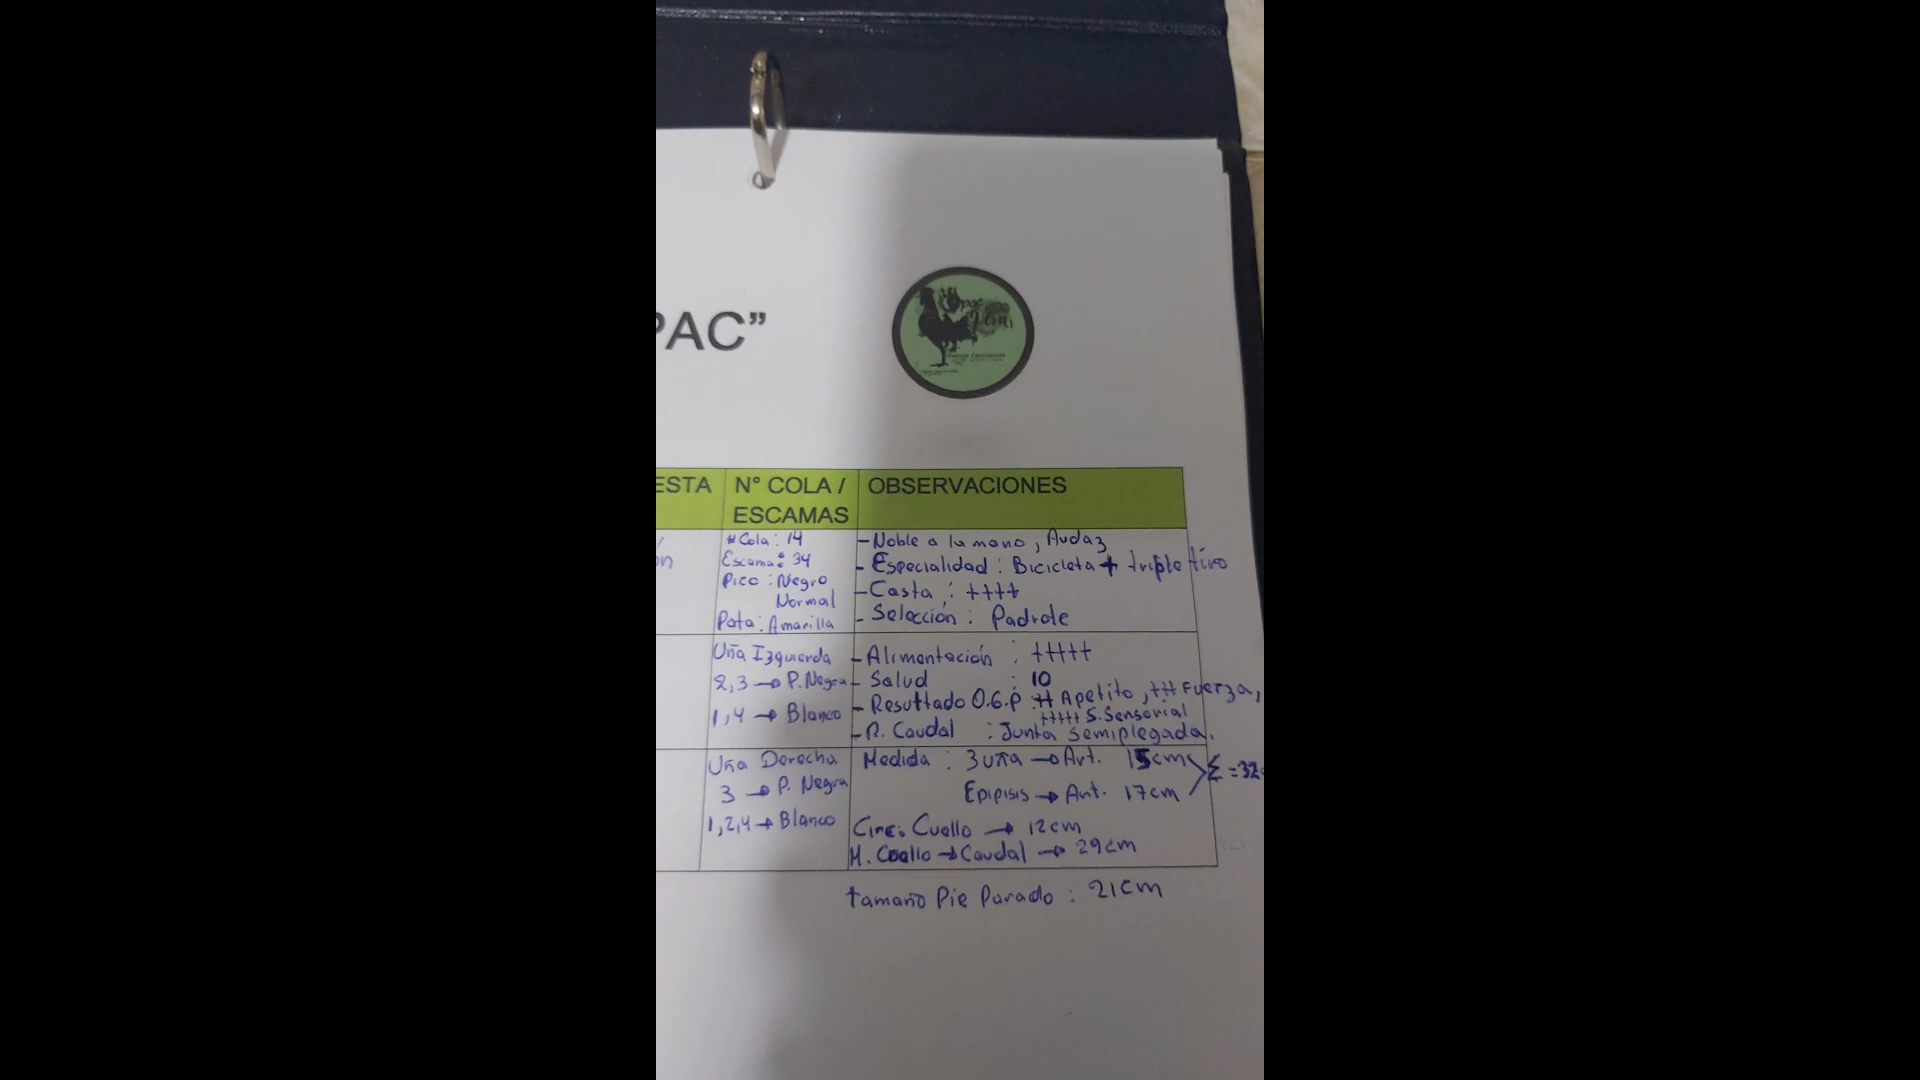 PAC”
ESTA
N° COLA /
ESCAMAS
OBSERVACIONES
#Cola: 14
Escama: 34
Pico: Negro
Normal
Pata: Amarilla
- Noble a la mano, Audaz
- Especialidad: Bicicleta + triple tiro
- Casta: ++++
- Selección: Padrote
Uña Izquierda
2,3 → P. Negra
1,4 → Blanco
- Alimentación: +++++
- Salud: 10
- Resultado O.G.P: ++ Apetito, +++ Fuerza,
+++++ S. Sensorial
- R. Caudal: Junta Semiplegada.
Uña Derecha
3 → P. Negra
1,2,4 → Blanco
Medida: 3 uña → Art. 15cm
Epipisis → Ant. 17cm
Σ = 32
Circ. Cuello → 12cm
M. Cuello → Caudal → 29cm
tamaño Pie Parado: 21cm